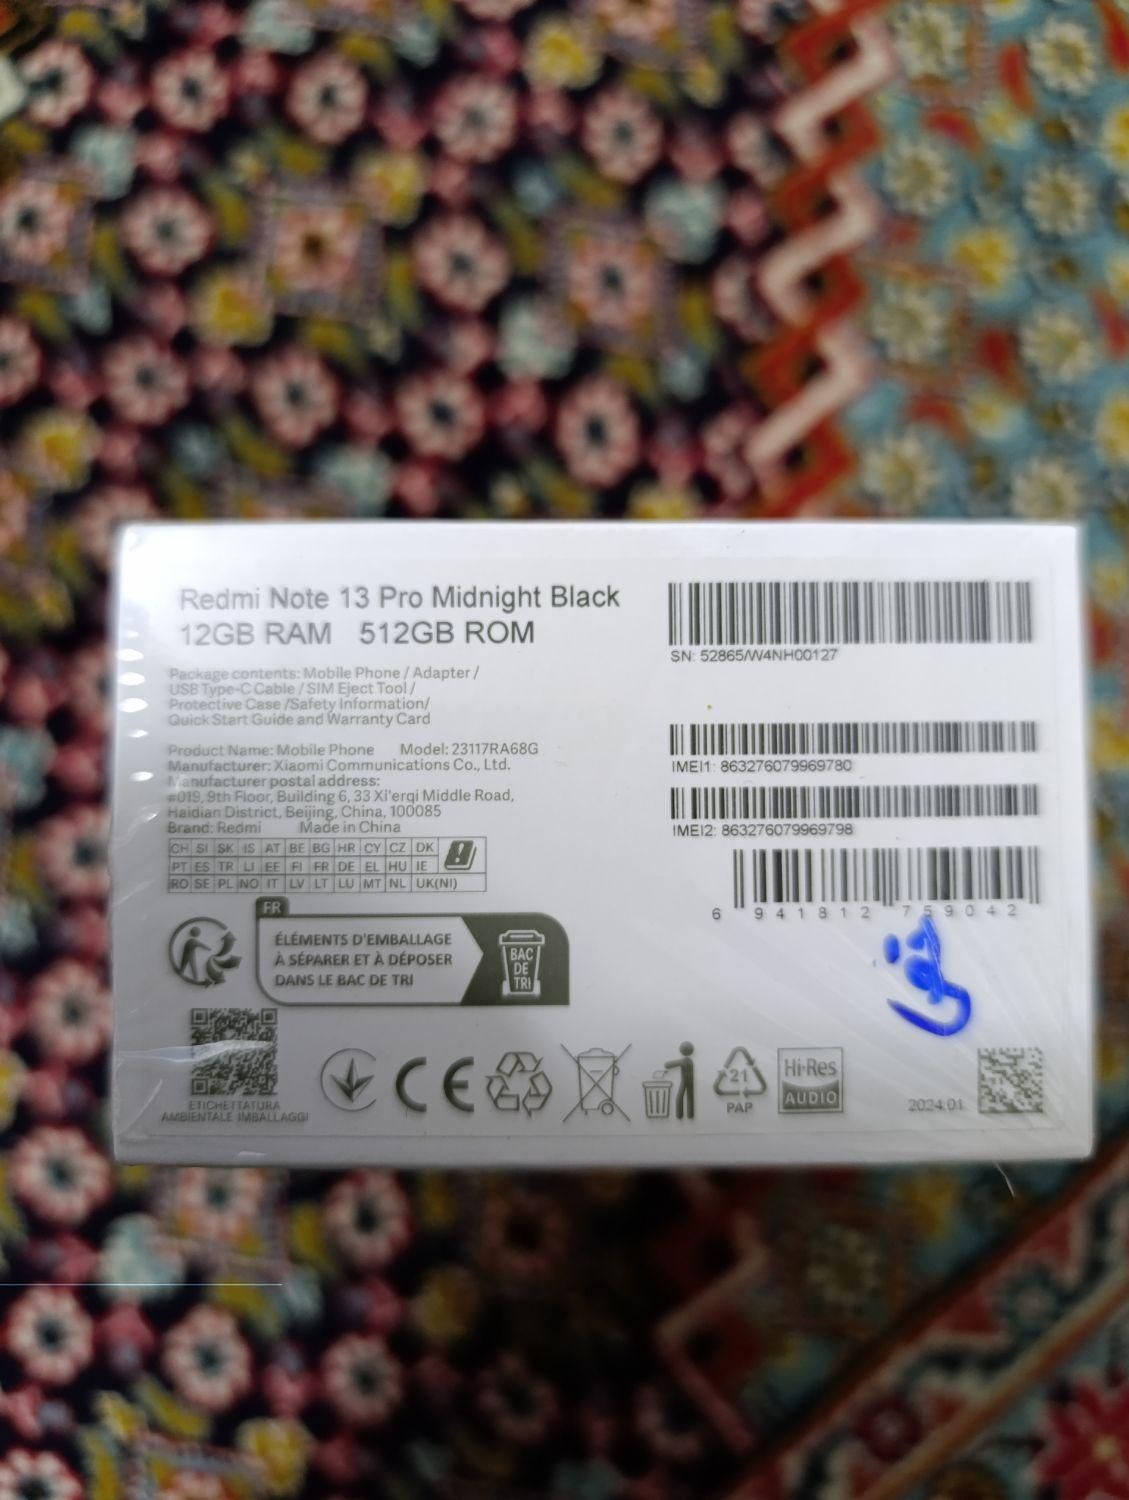 Redmi Note 13 Pro Midnight Black
12GB RAM 512GB ROM
Package contents: Mobile Phone / Adapter /
USB Type-C Cable / SIM Eject Tool /
Protective Case /Safety Information/
Quick Start Guide and Warranty Card
Product Name: Mobile Phone Model: 23117RA68G
Manufacturer: Xiaomi Communications Co., Ltd.
Manufacturer postal address:
#019, 9th Floor, Building 6, 33 Xi'erqi Middle Road,
Haidian District, Beijing, China, 100085
Brand: Redmi Made in China
CH SI SK IS AT BE BG HR CY CZ DK
PT ES TR LI EE FI FR DE EL HU IE
RO SE PL NO IT LV LT LU MT NL UK(NI)
SN: 52865/W4NH00127
IMEI1: 863276079969780
IMEI2: 863276079969798
6 941812 759042
FR
ÉLÉMENTS D'EMBALLAGE
À SÉPARER ET À DÉPOSER
DANS LE BAC DE TRI
BAC
DE
TRI
ETICHETTATURA
AMBIENTALE IMBALLAGGI
CE
21
PAP
Hi-Res
AUDIO
2024.01